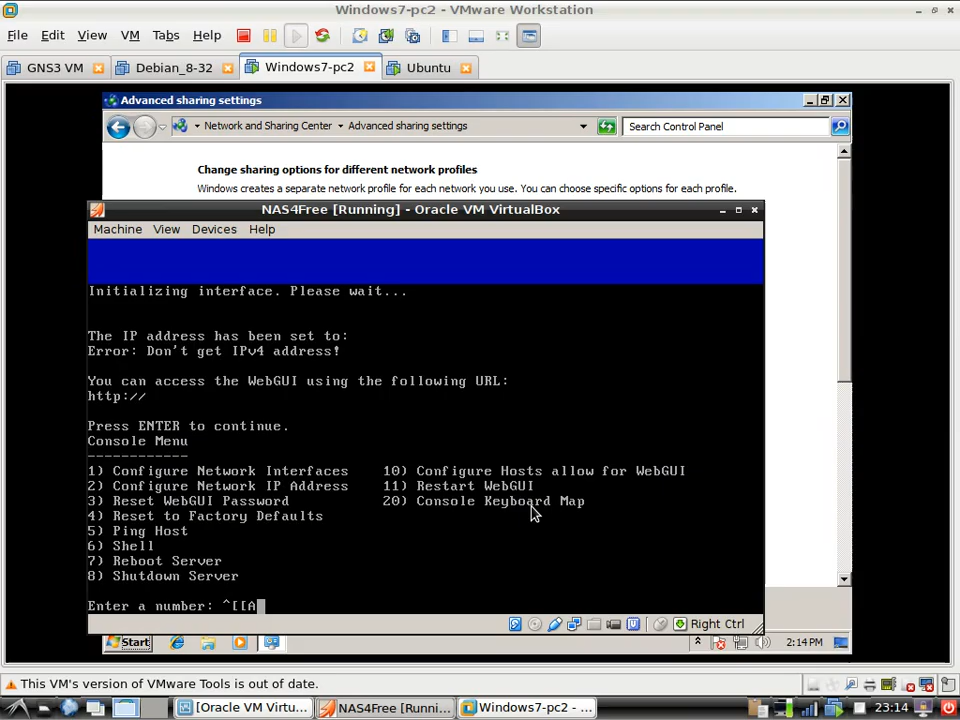 Windows7-pc2 - VMware Workstation
File Edit View VM Tabs Help
GNS3 VM Debian_8-32 Windows7-pc2 Ubuntu
Advanced sharing settings
Network and Sharing Center Advanced sharing settings Search Control Panel
Change sharing options for different network profiles
Windows creates a separate network profile for each network you use. You can choose specific options for each profile.
NAS4Free [Running] - Oracle VM VirtualBox
Machine View Devices Help
Initializing interface. Please wait...
The IP address has been set to:
Error: Don't get IPv4 address!
You can access the WebGUI using the following URL:
http://
Press ENTER to continue.
Console Menu
------------
1) Configure Network Interfaces 10) Configure Hosts allow for WebGUI
2) Configure Network IP Address 11) Restart WebGUI
3) Reset WebGUI Password 20) Console Keyboard Map
4) Reset to Factory Defaults
5) Ping Host
6) Shell
7) Reboot Server
8) Shutdown Server
Enter a number: ^[[A
Right Ctrl
Start 2:14 PM
This VM's version of VMware Tools is out of date.
[Oracle VM Virtu... NAS4Free [Runni... Windows7-pc2 - ... 23:14